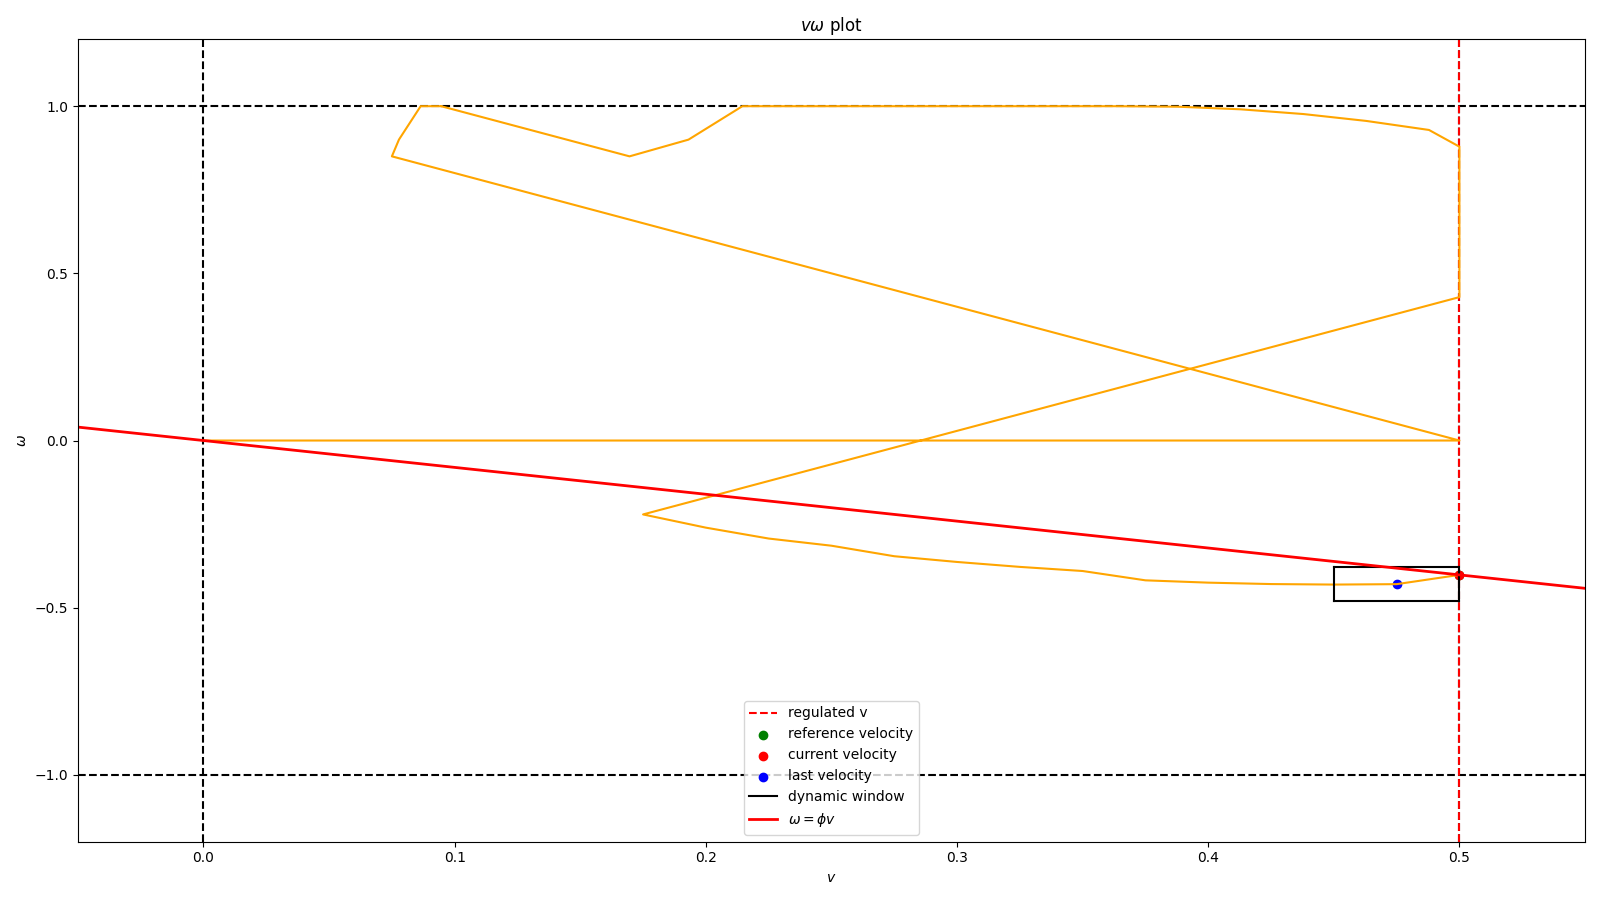 vω plot
1.0
0.5
0.0
−0.5
−1.0
ω
0.0 0.1 0.2 0.3 0.4 0.5
v
regulated v
reference velocity
current velocity
last velocity
dynamic window
ω = ϕv